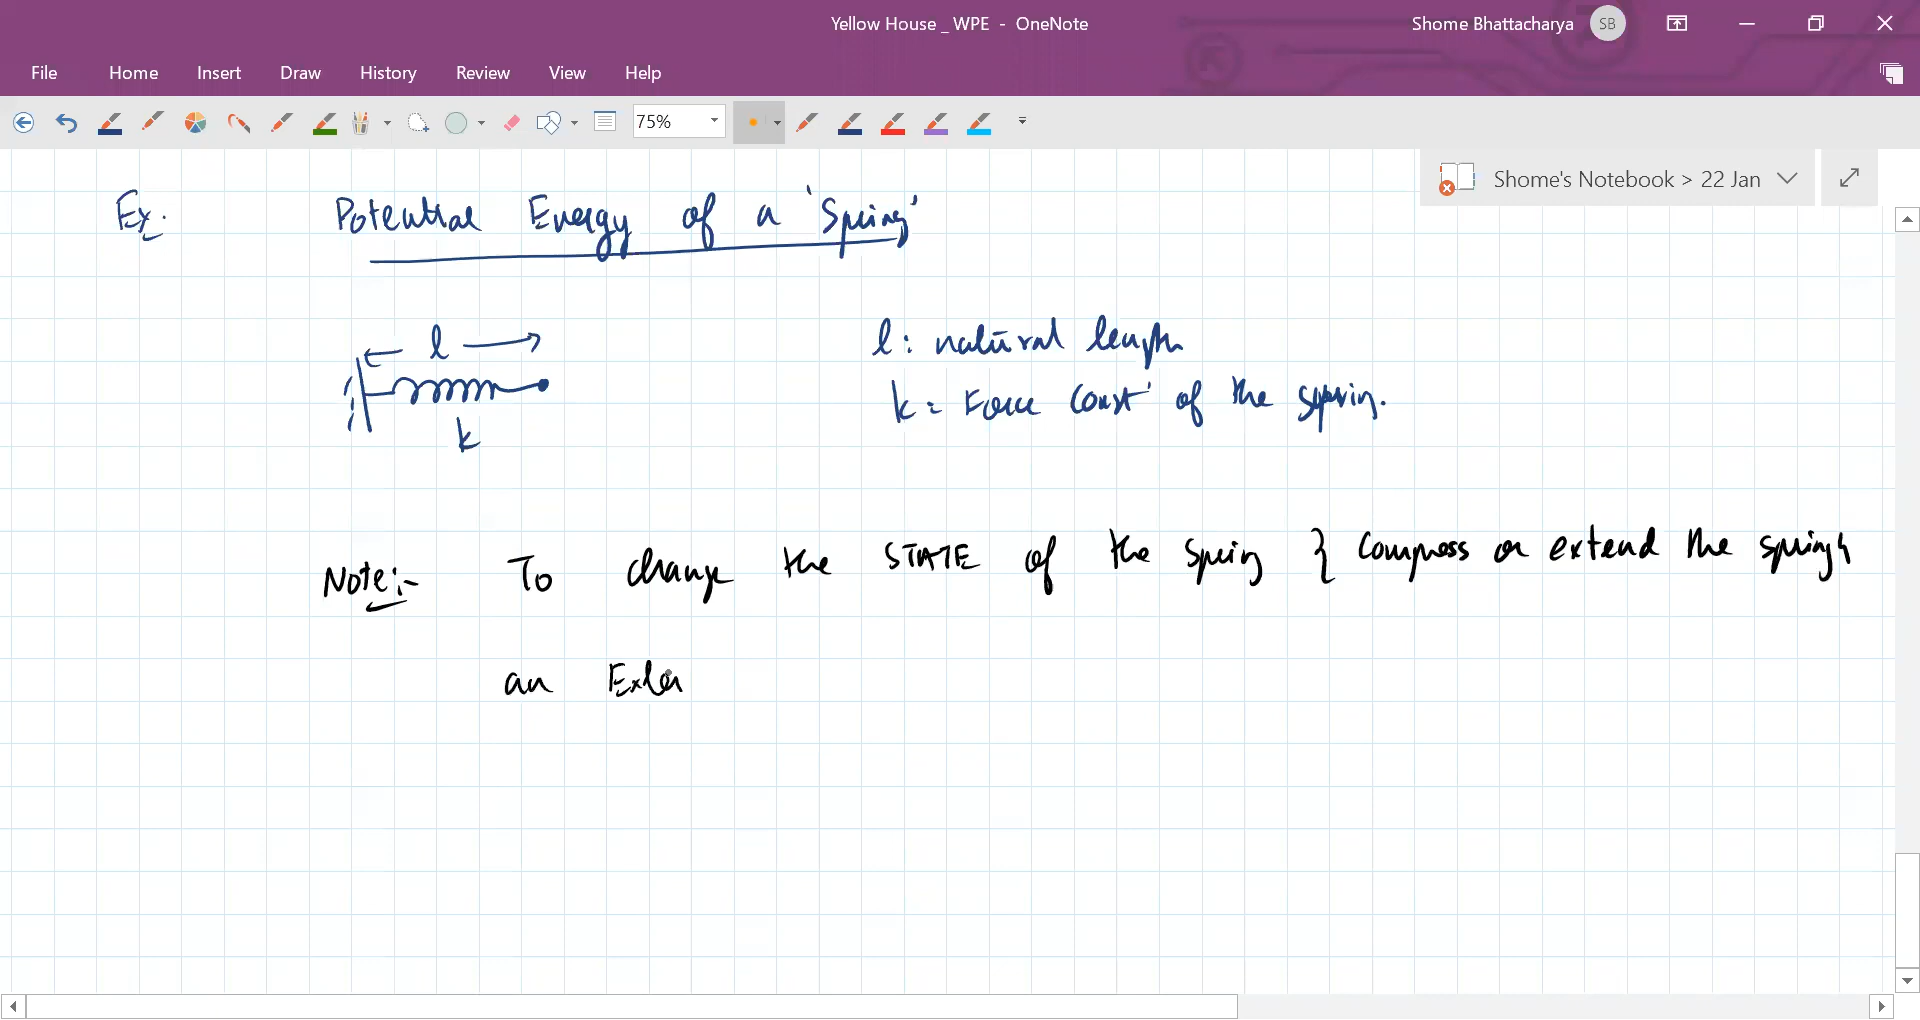 Yellow House _ WPE - OneNote
Shome Bhattacharya
SB
File Home Insert Draw History Review View Help
75%
Shome's Notebook > 22 Jan
Ex:
Potential Energy of a 'Spring'
l
k
l: natural length
k = Force Const of the spring.
Note:- To change the STATE of the spring } compress or extend the spring}
an Exter